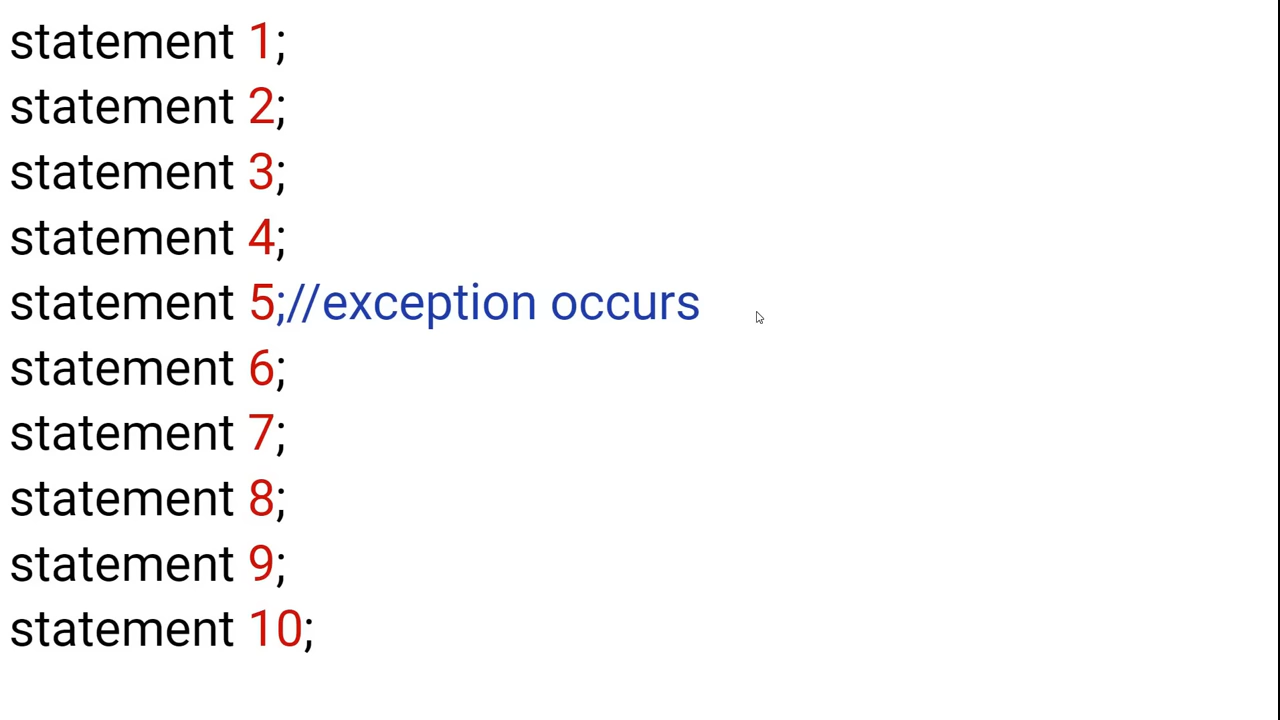 statement 1;
statement 2;
statement 3;
statement 4;
statement 5;//exception occurs
statement 6;
statement 7;
statement 8;
statement 9;
statement 10;